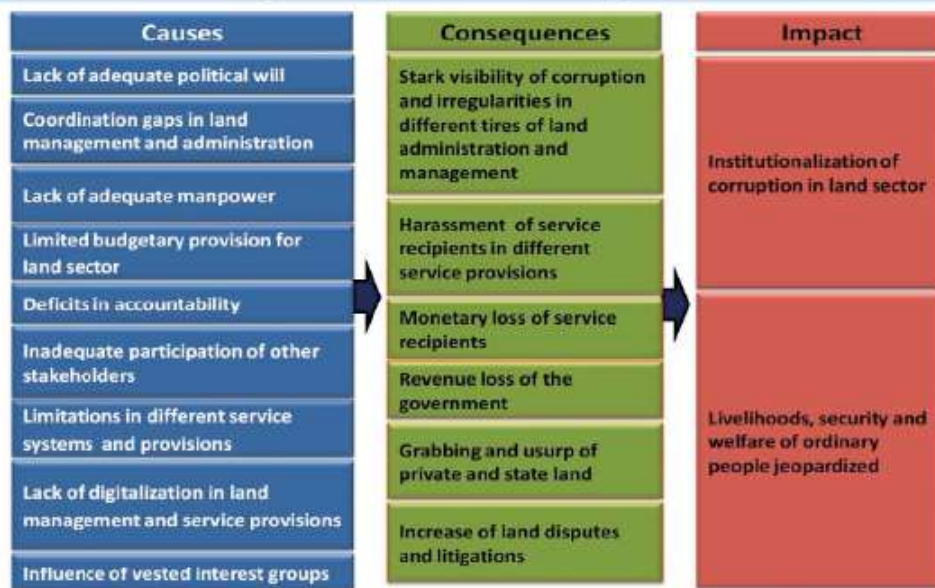 Causes
Lack of adequate political will
Coordination gaps in land
management and administration
Lack of adequate manpower
Limited budgetary provision for
land sector
Deficits in accountability
Inadequate participation of other
stakeholders
Limitations in different service
systems and provisions
Lack of digitalization in land
management and service provisions
Influence of vested interest groups
Consequences
Stark visibility of corruption
and irregularities in
different tires of land
administration and
management
Harassment of service
recipients in different
service provisions
Monetary loss of service
recipients
Revenue loss of the
government
Grabbing and usurp of
private and state land
Increase of land disputes
and litigations
Impact
Institutionalization of
corruption in land sector
Livelihoods, security and
welfare of ordinary
people jeopardized